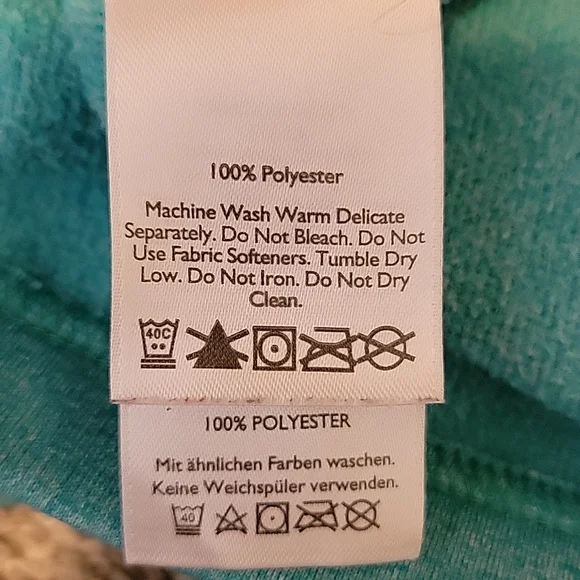 100% Polyester
Machine Wash Warm Delicate
Separately. Do Not Bleach. Do Not
Use Fabric Softeners. Tumble Dry
Low. Do Not Iron. Do Not Dry
Clean.
40C
100% POLYESTER
Mit ähnlichen Farben waschen.
Keine Weichspüler verwenden.
40